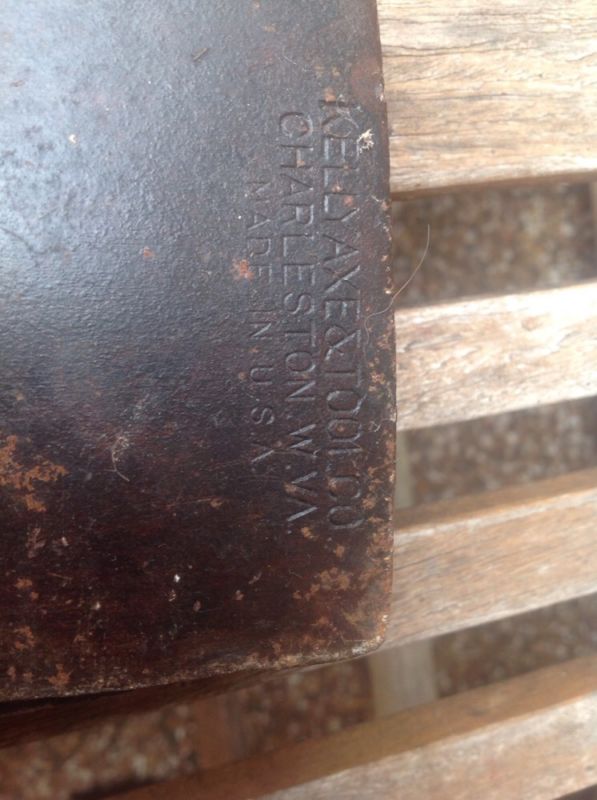 KELLY AXE & TOOL CO.
CHARLESTON. W. VA.
MADE IN U.S.A.